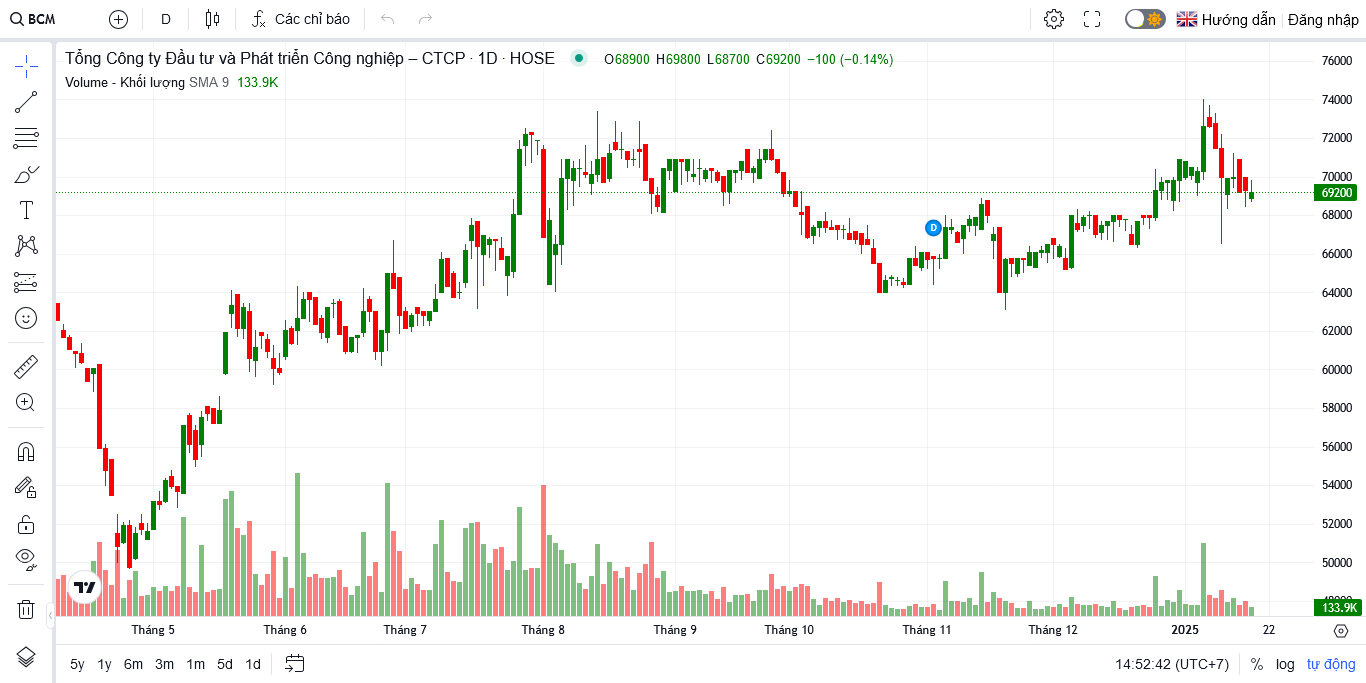 BCM D Các chỉ báo Hướng dẫn Đăng nhập
Tổng Công ty Đầu tư và Phát triển Công nghiệp – CTCP · 1D · HOSE O68900 H69800 L68700 C69200 −100 (−0.14%)
Volume - Khối lượng SMA 9 133.9K
76000
74000
72000
70000
69200
68000
66000
64000
62000
60000
58000
56000
54000
52000
50000
133.9K
D
Tháng 5 Tháng 6 Tháng 7 Tháng 8 Tháng 9 Tháng 10 Tháng 11 Tháng 12 2025 22
5y 1y 6m 3m 1m 5d 1d 14:52:42 (UTC+7) % log tự động